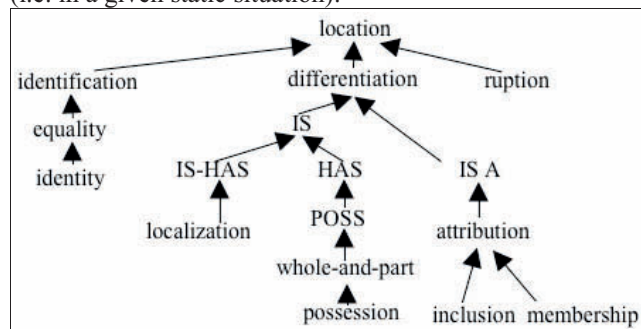 (i.e. in a given static situation).
location
identification differentiation ruption
equality IS
identity IS-HAS HAS IS A
POSS
localization attribution
whole-and-part
possession inclusion membership